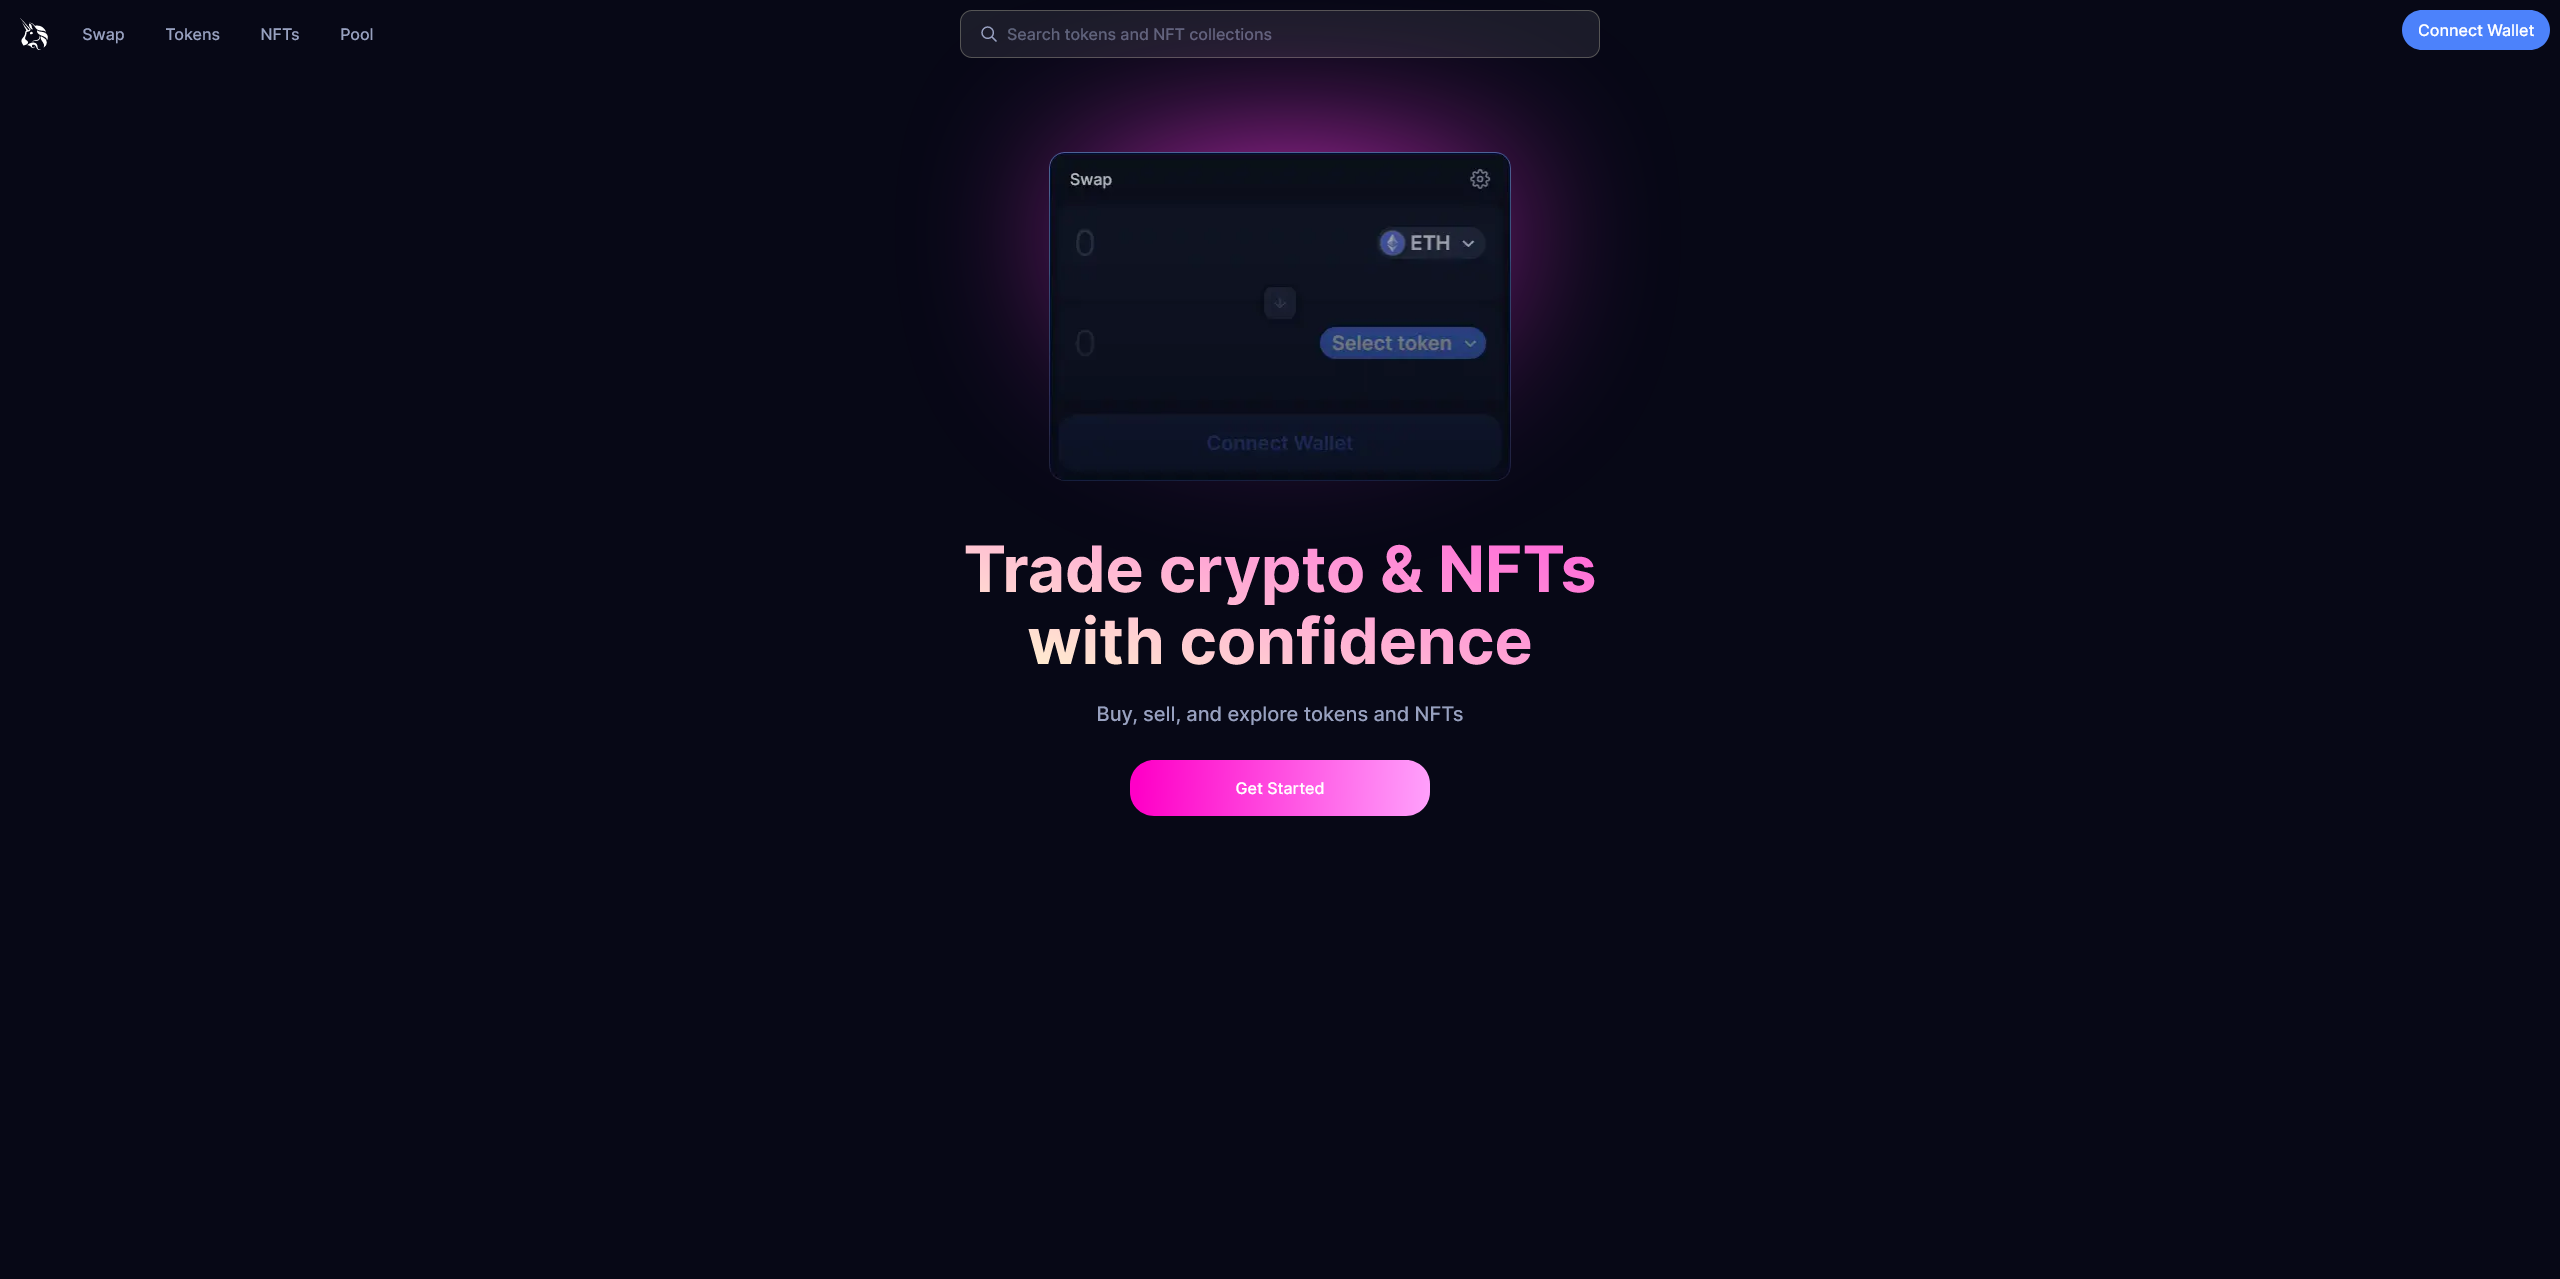 Swap
Tokens
NFTs
Pool
Search tokens and NFT collections
Connect Wallet
Swap
0
ETH
0
Select token
Connect Wallet
Trade crypto & NFTs
with confidence
Buy, sell, and explore tokens and NFTs
Get Started